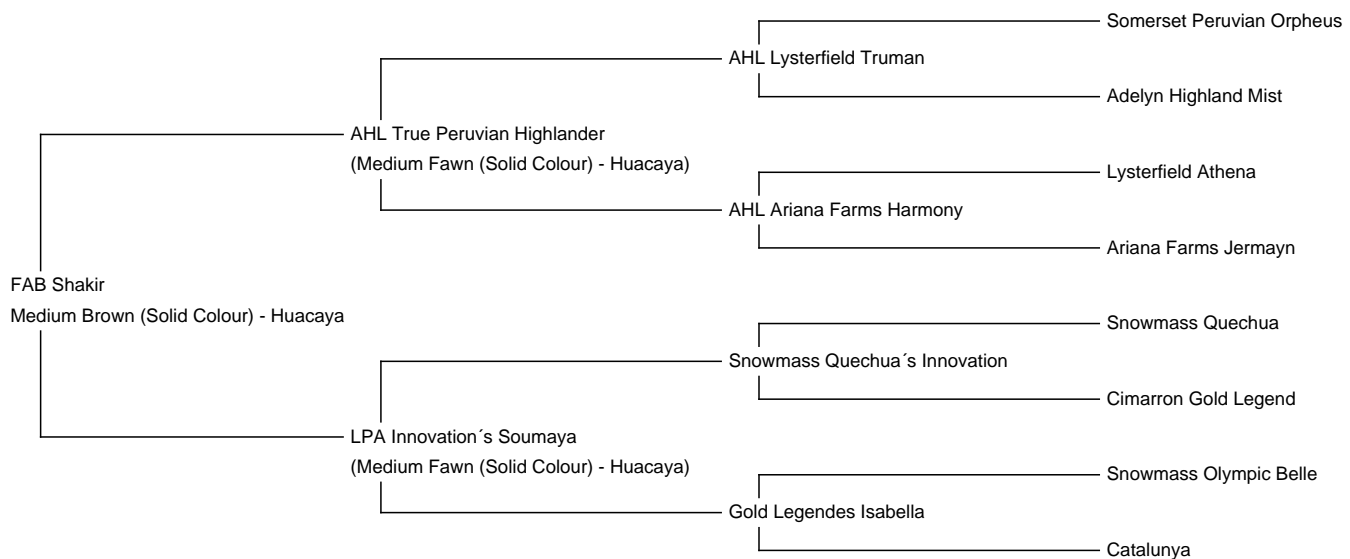 Somerset Peruvian Orpheus
AHL Lysterfield Truman
Adelyn Highland Mist
AHL True Peruvian Highlander
(Medium Fawn (Solid Colour) - Huacaya)
Lysterfield Athena
AHL Ariana Farms Harmony
Ariana Farms Jermayn
FAB Shakir
Medium Brown (Solid Colour) - Huacaya
Snowmass Quechua
Snowmass Quechua´s Innovation
Cimarron Gold Legend
LPA Innovation´s Soumaya
(Medium Fawn (Solid Colour) - Huacaya)
Snowmass Olympic Belle
Gold Legendes Isabella
Catalunya